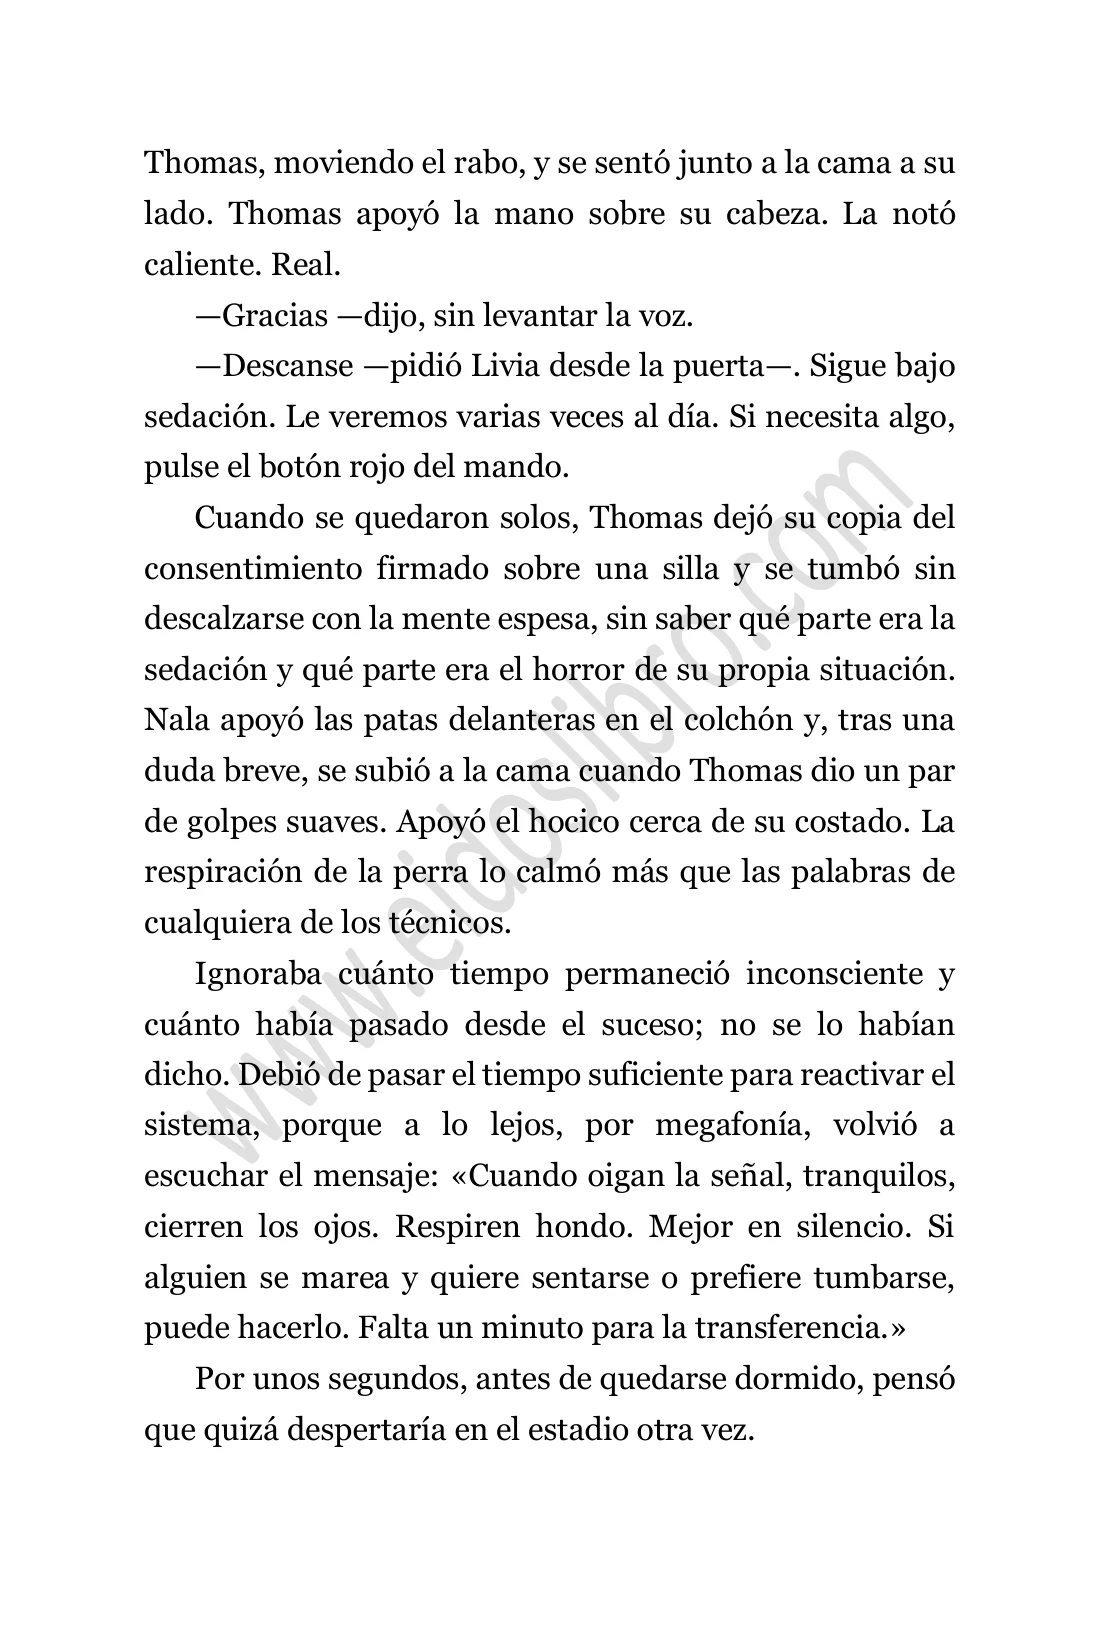 Thomas, moviendo el rabo, y se sentó junto a la cama a su
lado. Thomas apoyó la mano sobre su cabeza. La notó
caliente. Real.
—Gracias —dijo, sin levantar la voz.
—Descanse —pidió Livia desde la puerta—. Sigue bajo
sedación. Le veremos varias veces al día. Si necesita algo,
pulse el botón rojo del mando.
Cuando se quedaron solos, Thomas dejó su copia del
consentimiento firmado sobre una silla y se tumbó sin
descalzarse con la mente espesa, sin saber qué parte era la
sedación y qué parte era el horror de su propia situación.
Nala apoyó las patas delanteras en el colchón y, tras una
duda breve, se subió a la cama cuando Thomas dio un par
de golpes suaves. Apoyó el hocico cerca de su costado. La
respiración de la perra lo calmó más que las palabras de
cualquiera de los técnicos.
Ignoraba cuánto tiempo permaneció inconsciente y
cuánto había pasado desde el suceso; no se lo habían
dicho. Debió de pasar el tiempo suficiente para reactivar el
sistema, porque a lo lejos, por megafonía, volvió a
escuchar el mensaje: «Cuando oigan la señal, tranquilos,
cierren los ojos. Respiren hondo. Mejor en silencio. Si
alguien se marea y quiere sentarse o prefiere tumbarse,
puede hacerlo. Falta un minuto para la transferencia.»
Por unos segundos, antes de quedarse dormido, pensó
que quizá despertaría en el estadio otra vez.
www.eidoslibro.com